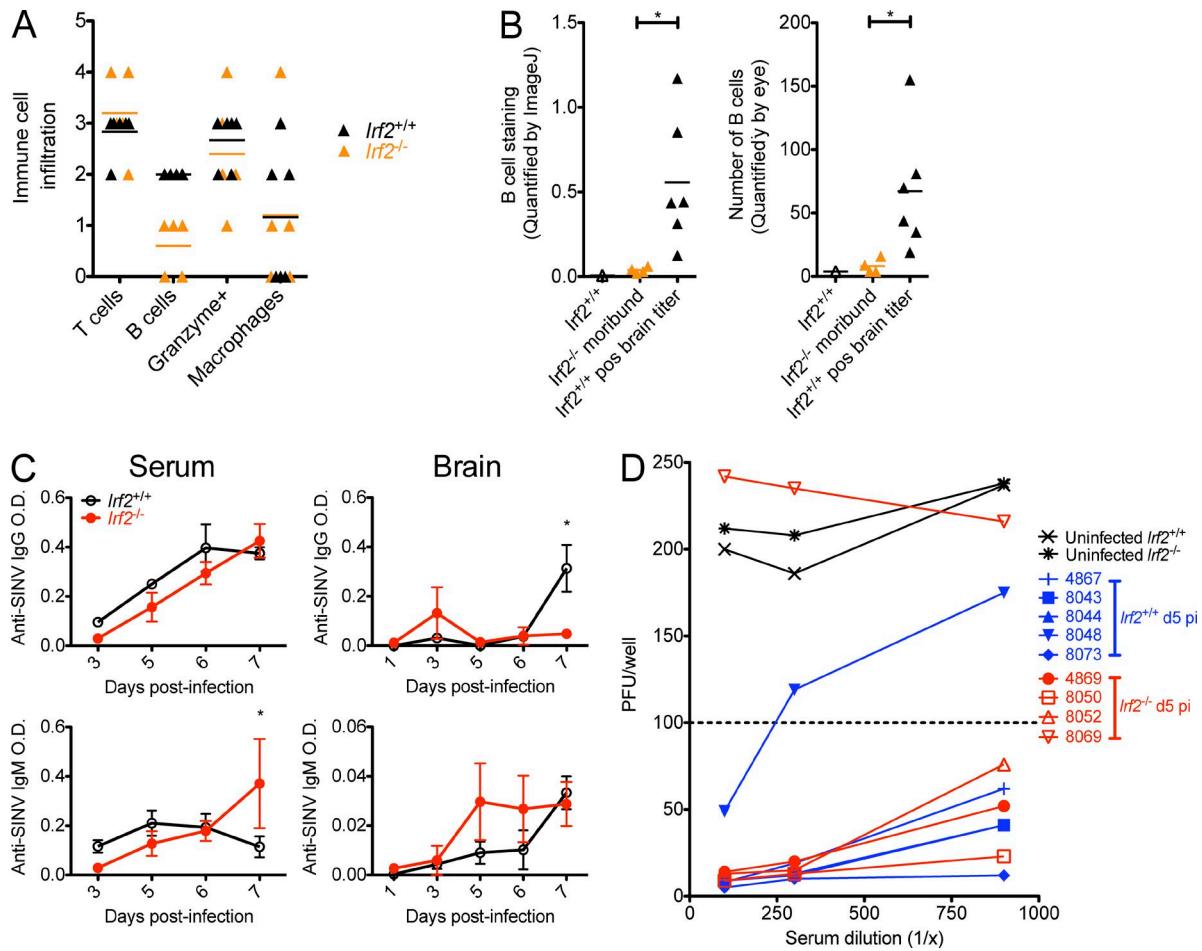 A
Immune cell
infiltration
5
4
3
2
1
0
T cells
B cells
Granzyme+
Macrophages
Irf2+/+
Irf2-/-
B
B cell staining
(Quantified by ImageJ)
1.5
1.0
0.5
0.0
*
Irf2+/+
Irf2-/- moribund
Irf2+/+ pos brain titer
Number of B cells
(Quantified by eye)
200
150
100
50
0
*
Irf2+/+
Irf2-/- moribund
Irf2+/+ pos brain titer
C
Serum
Anti-SINV IgG O.D.
0.6
0.4
0.2
0.0
Irf2+/+
Irf2-/-
3 5 6 7
Days post-infection
Brain
Anti-SINV IgG O.D.
0.6
0.4
0.2
0.0
*
1 3 5 6 7
Days post-infection
Anti-SINV IgM O.D.
0.6
0.4
0.2
0.0
*
3 5 6 7
Days post-infection
Anti-SINV IgM O.D.
0.06
0.04
0.02
0.00
1 3 5 6 7
Days post-infection
D
PFU/well
250
200
150
100
50
0
0 250 500 750 1000
Serum dilution (1/x)
Uninfected Irf2+/+
Uninfected Irf2-/-
4867
8043
8044
8048
8073
Irf2+/+ d5 pi
4869
8050
8052
8069
Irf2-/- d5 pi